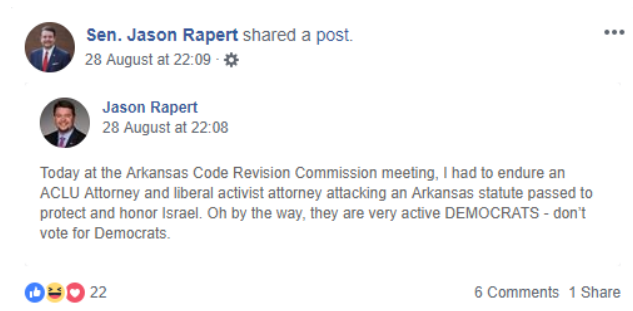 Sen. Jason Rapert shared a post.
28 August at 22:09 ·
Jason Rapert
28 August at 22:08
Today at the Arkansas Code Revision Commission meeting, I had to endure an
ACLU Attorney and liberal activist attorney attacking an Arkansas statute passed to
protect and honor Israel. Oh by the way, they are very active DEMOCRATS - don't
vote for Democrats.
22
6 Comments 1 Share